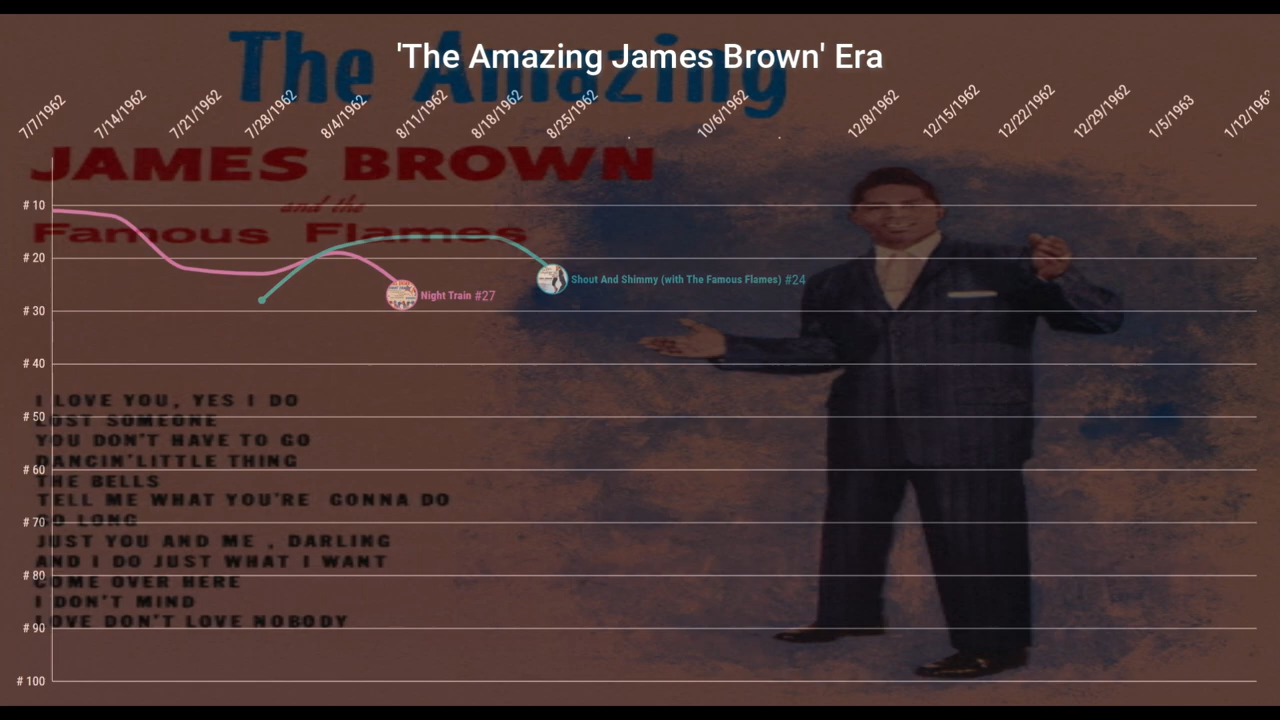 The Amazing
'The Amazing James Brown' Era
7/7/1962 7/14/1962 7/21/1962 7/28/1962 8/4/1962 8/11/1962 8/18/1962 8/25/1962 10/6/1962 12/8/1962 12/15/1962 12/22/1962 12/29/1962 1/5/1963
JAMES BROWN
and the
Famous Flames
# 10
# 20
Shout And Shimmy (with The Famous Flames) #24
Night Train #27
# 30
# 40
I LOVE YOU, YES I DO
# 50
LOST SOMEONE
YOU DON'T HAVE TO GO
DANCIN' LITTLE THING
# 60
THE BELLS
TELL ME WHAT YOU'RE GONNA DO
# 70
SO LONG
JUST YOU AND ME, DARLING
AND I DO JUST WHAT I WANT
# 80
COME OVER HERE
I DON'T MIND
# 90
LOVE DON'T LOVE NOBODY
# 100